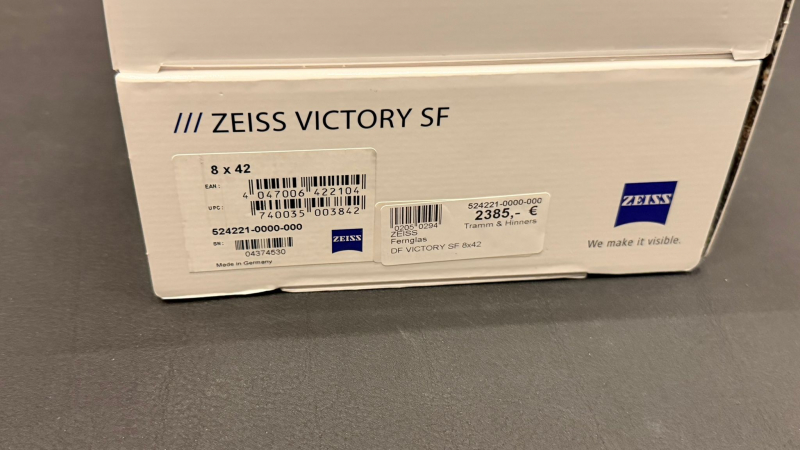 /// ZEISS VICTORY SF
8 x 42
EAN:
4 047006 422104
UPC:
740035 003842
524221-0000-000
SN:
04374530
Made in Germany
ZEISS
524221-0000-000
2385,- €
0205 0294
Tramm & Hinners
ZEISS
Fernglas
DF VICTORY SF 8x42
ZEISS
We make it visible.